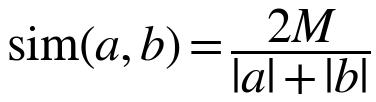 sim(a, b) = 2M / |a| + |b|